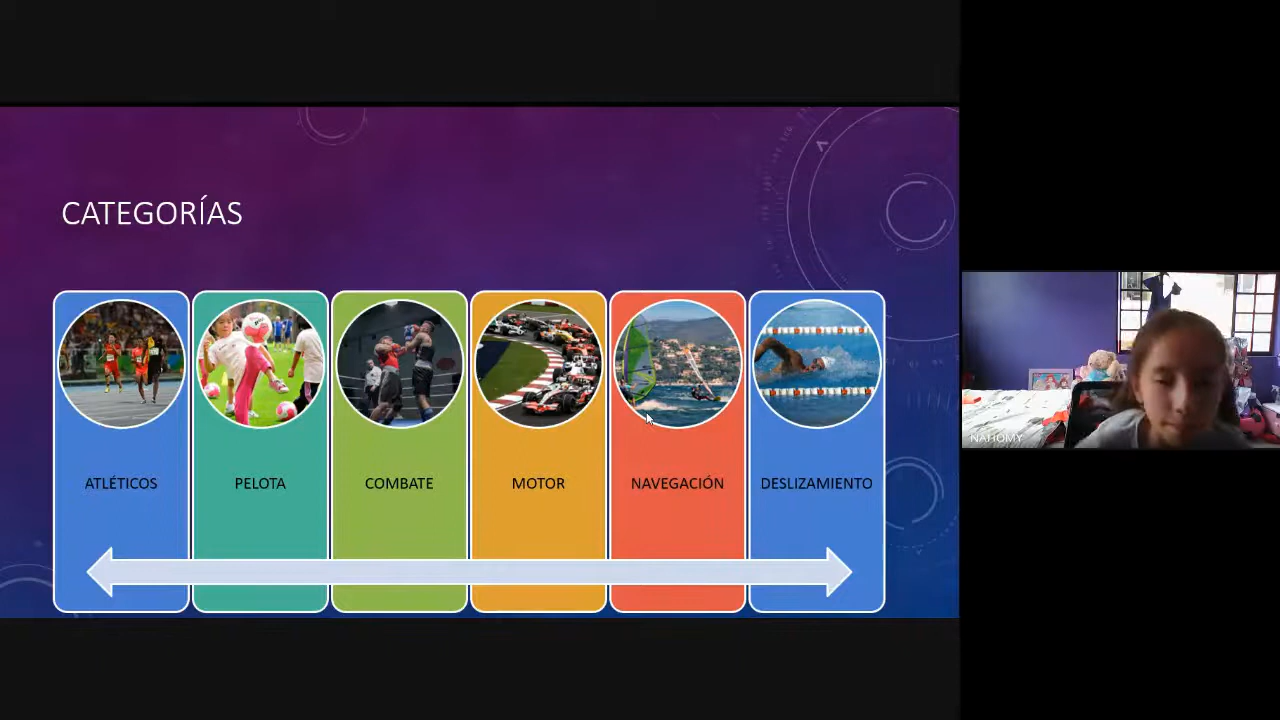 CATEGORÍAS
ATLÉTICOS
PELOTA
COMBATE
MOTOR
NAVEGACIÓN
DESLIZAMIENTO
NAHOMY